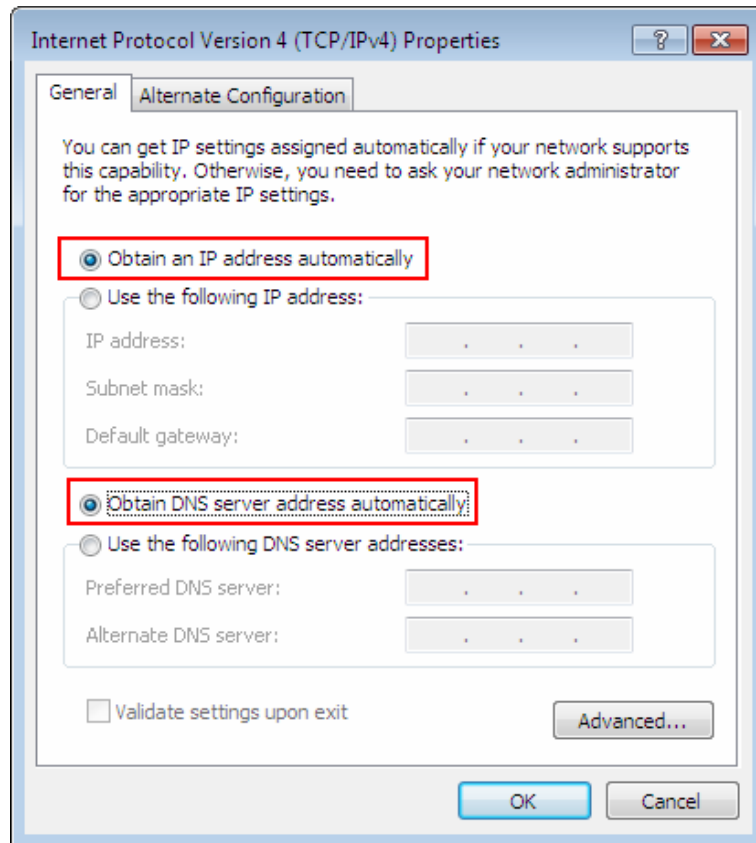 Internet Protocol Version 4 (TCP/IPv4) Properties
General
Alternate Configuration
You can get IP settings assigned automatically if your network supports
this capability. Otherwise, you need to ask your network administrator
for the appropriate IP settings.
Obtain an IP address automatically
Use the following IP address:
IP address:
Subnet mask:
Default gateway:
Obtain DNS server address automatically
Use the following DNS server addresses:
Preferred DNS server:
Alternate DNS server:
Validate settings upon exit
Advanced...
OK
Cancel